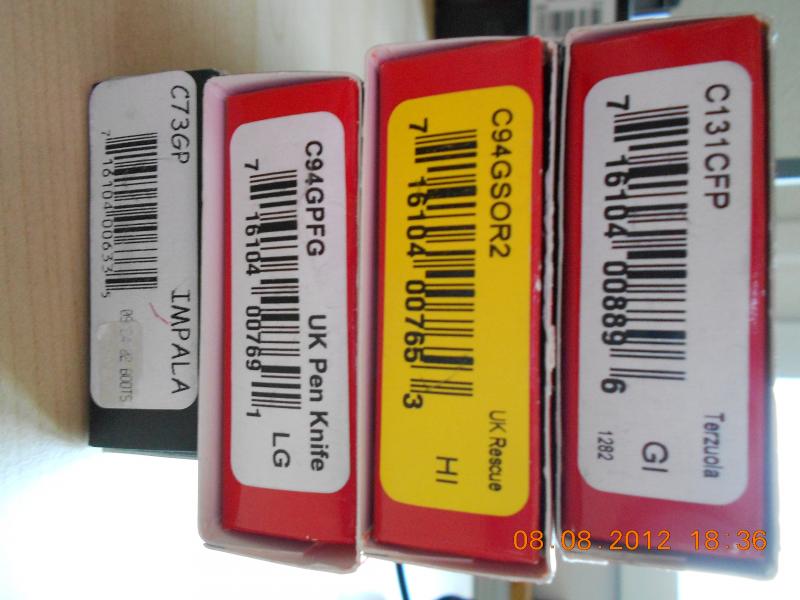 C73GP
7 16104 00633 5
IMPALA
C94GPFG
7 16104 00769 1
UK Pen Knife
LG
C94GSOR2
7 16104 00765 3
UK Rescue
HI
C131CFP
7 16104 00889 6
Terzuola
GI
1282
08.08.2012 18:36